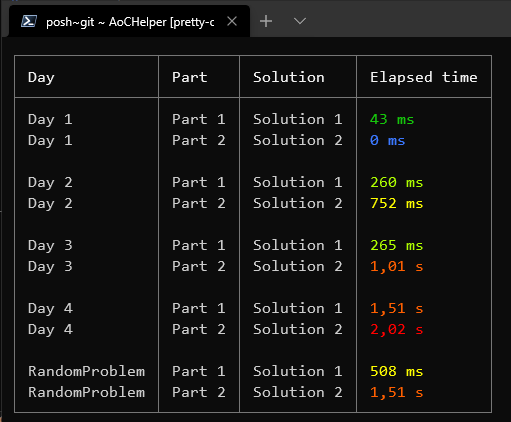 posh~git ~ AoCHelper [pretty-c
Day Part Solution Elapsed time
Day 1 Part 1 Solution 1 43 ms
Day 1 Part 2 Solution 2 0 ms
Day 2 Part 1 Solution 1 260 ms
Day 2 Part 2 Solution 2 752 ms
Day 3 Part 1 Solution 1 265 ms
Day 3 Part 2 Solution 2 1,01 s
Day 4 Part 1 Solution 1 1,51 s
Day 4 Part 2 Solution 2 2,02 s
RandomProblem Part 1 Solution 1 508 ms
RandomProblem Part 2 Solution 2 1,51 s